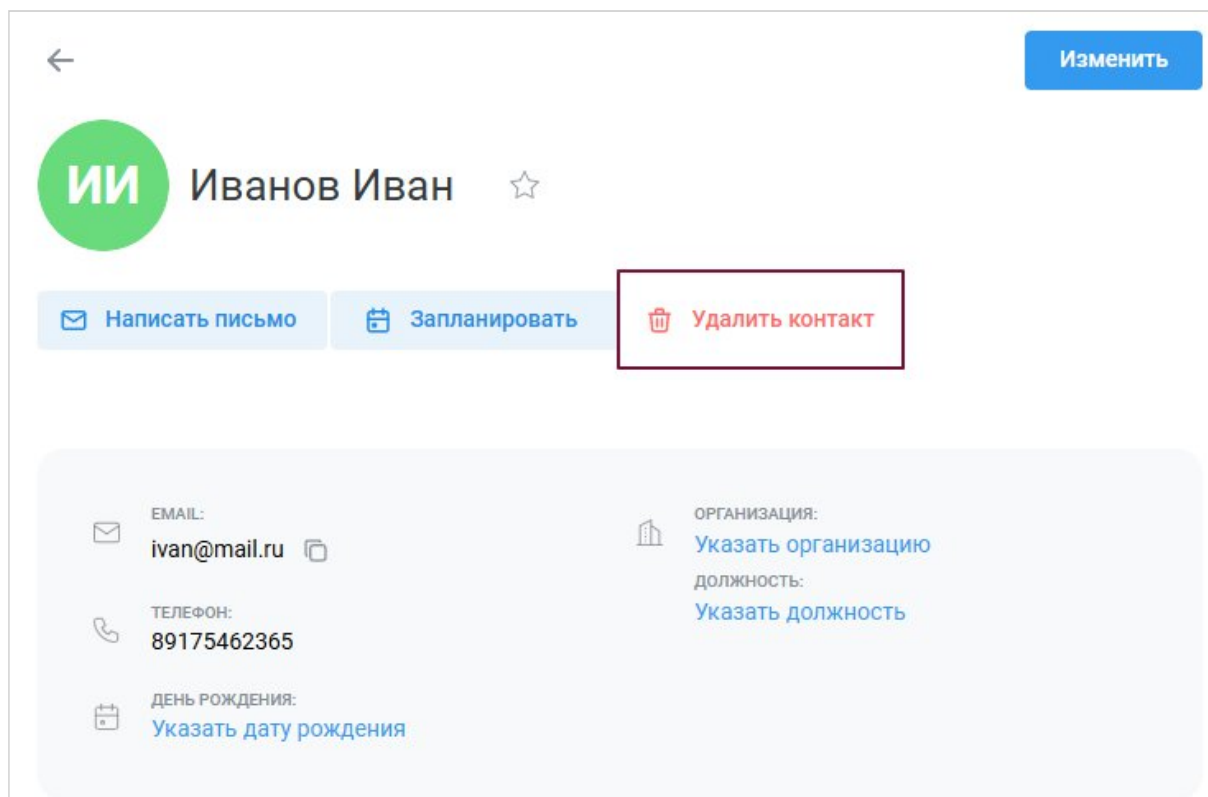 Изменить
ИИ
Иванов Иван
Написать письмо
Запланировать
Удалить контакт
EMAIL:
ivan@mail.ru
ТЕЛЕФОН:
89175462365
ДЕНЬ РОЖДЕНИЯ:
Указать дату рождения
ОРГАНИЗАЦИЯ:
Указать организацию
ДОЛЖНОСТЬ:
Указать должность